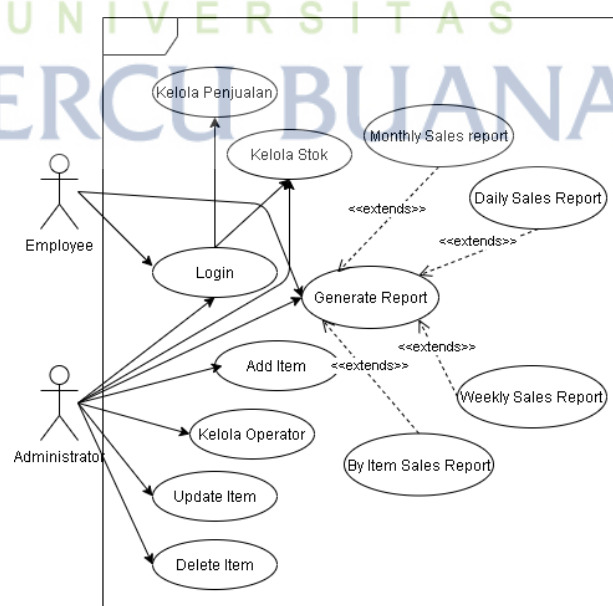 UNIVERSITAS
ERCU BUANA
Kelola Penjualan
Monthly Sales report
Kelola Stok
Daily Sales Report
<<extends>>
<<extends>>
Employee
Login
Generate Report
<<extends>>
Add Item
<<extends>>
Weekly Sales Report
Kelola Operator
Administrator
By Item Sales Report
Update Item
Delete Item